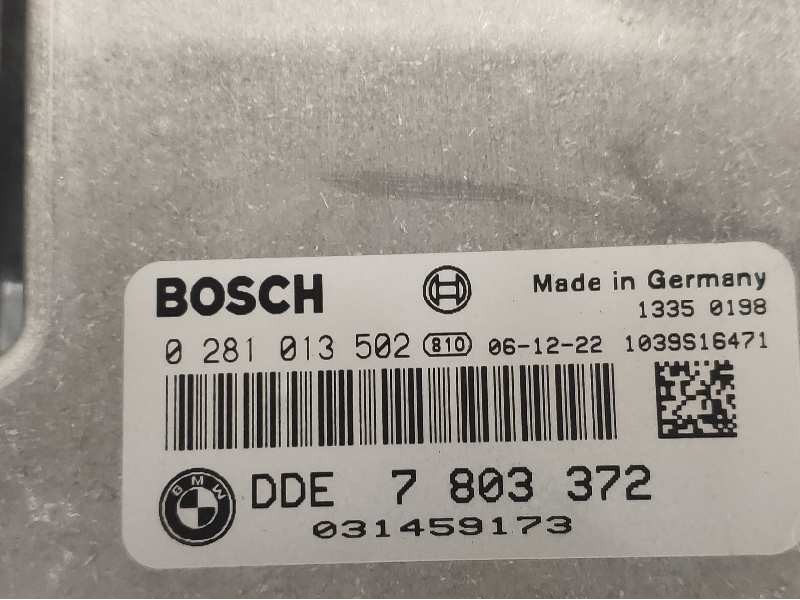 BOSCH
Made in Germany
1335 0198
0 281 013 502 810 06-12-22 1039S16471
BMW DDE 7 803 372
031459173